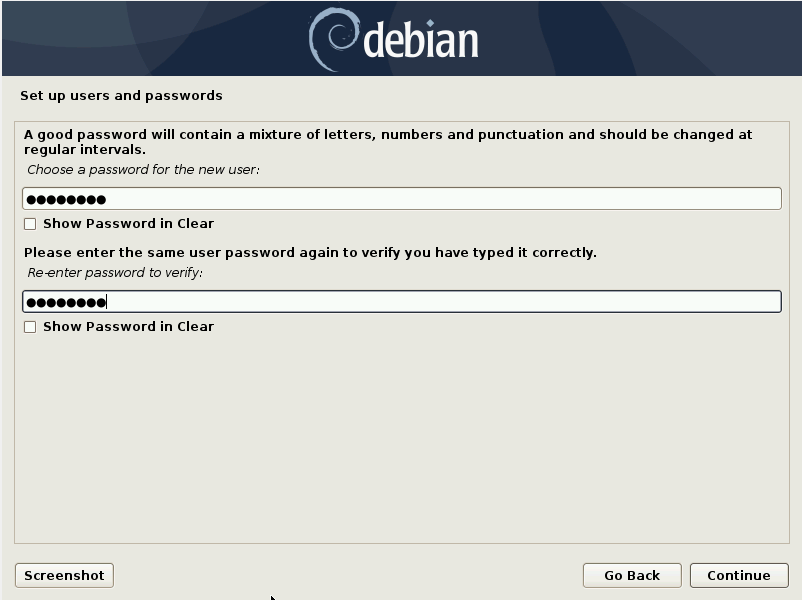 debian
Set up users and passwords
A good password will contain a mixture of letters, numbers and punctuation and should be changed at
regular intervals.
Choose a password for the new user:
●●●●●●●●
Show Password in Clear
Please enter the same user password again to verify you have typed it correctly.
Re-enter password to verify:
●●●●●●●●
Show Password in Clear
Screenshot
Go Back
Continue